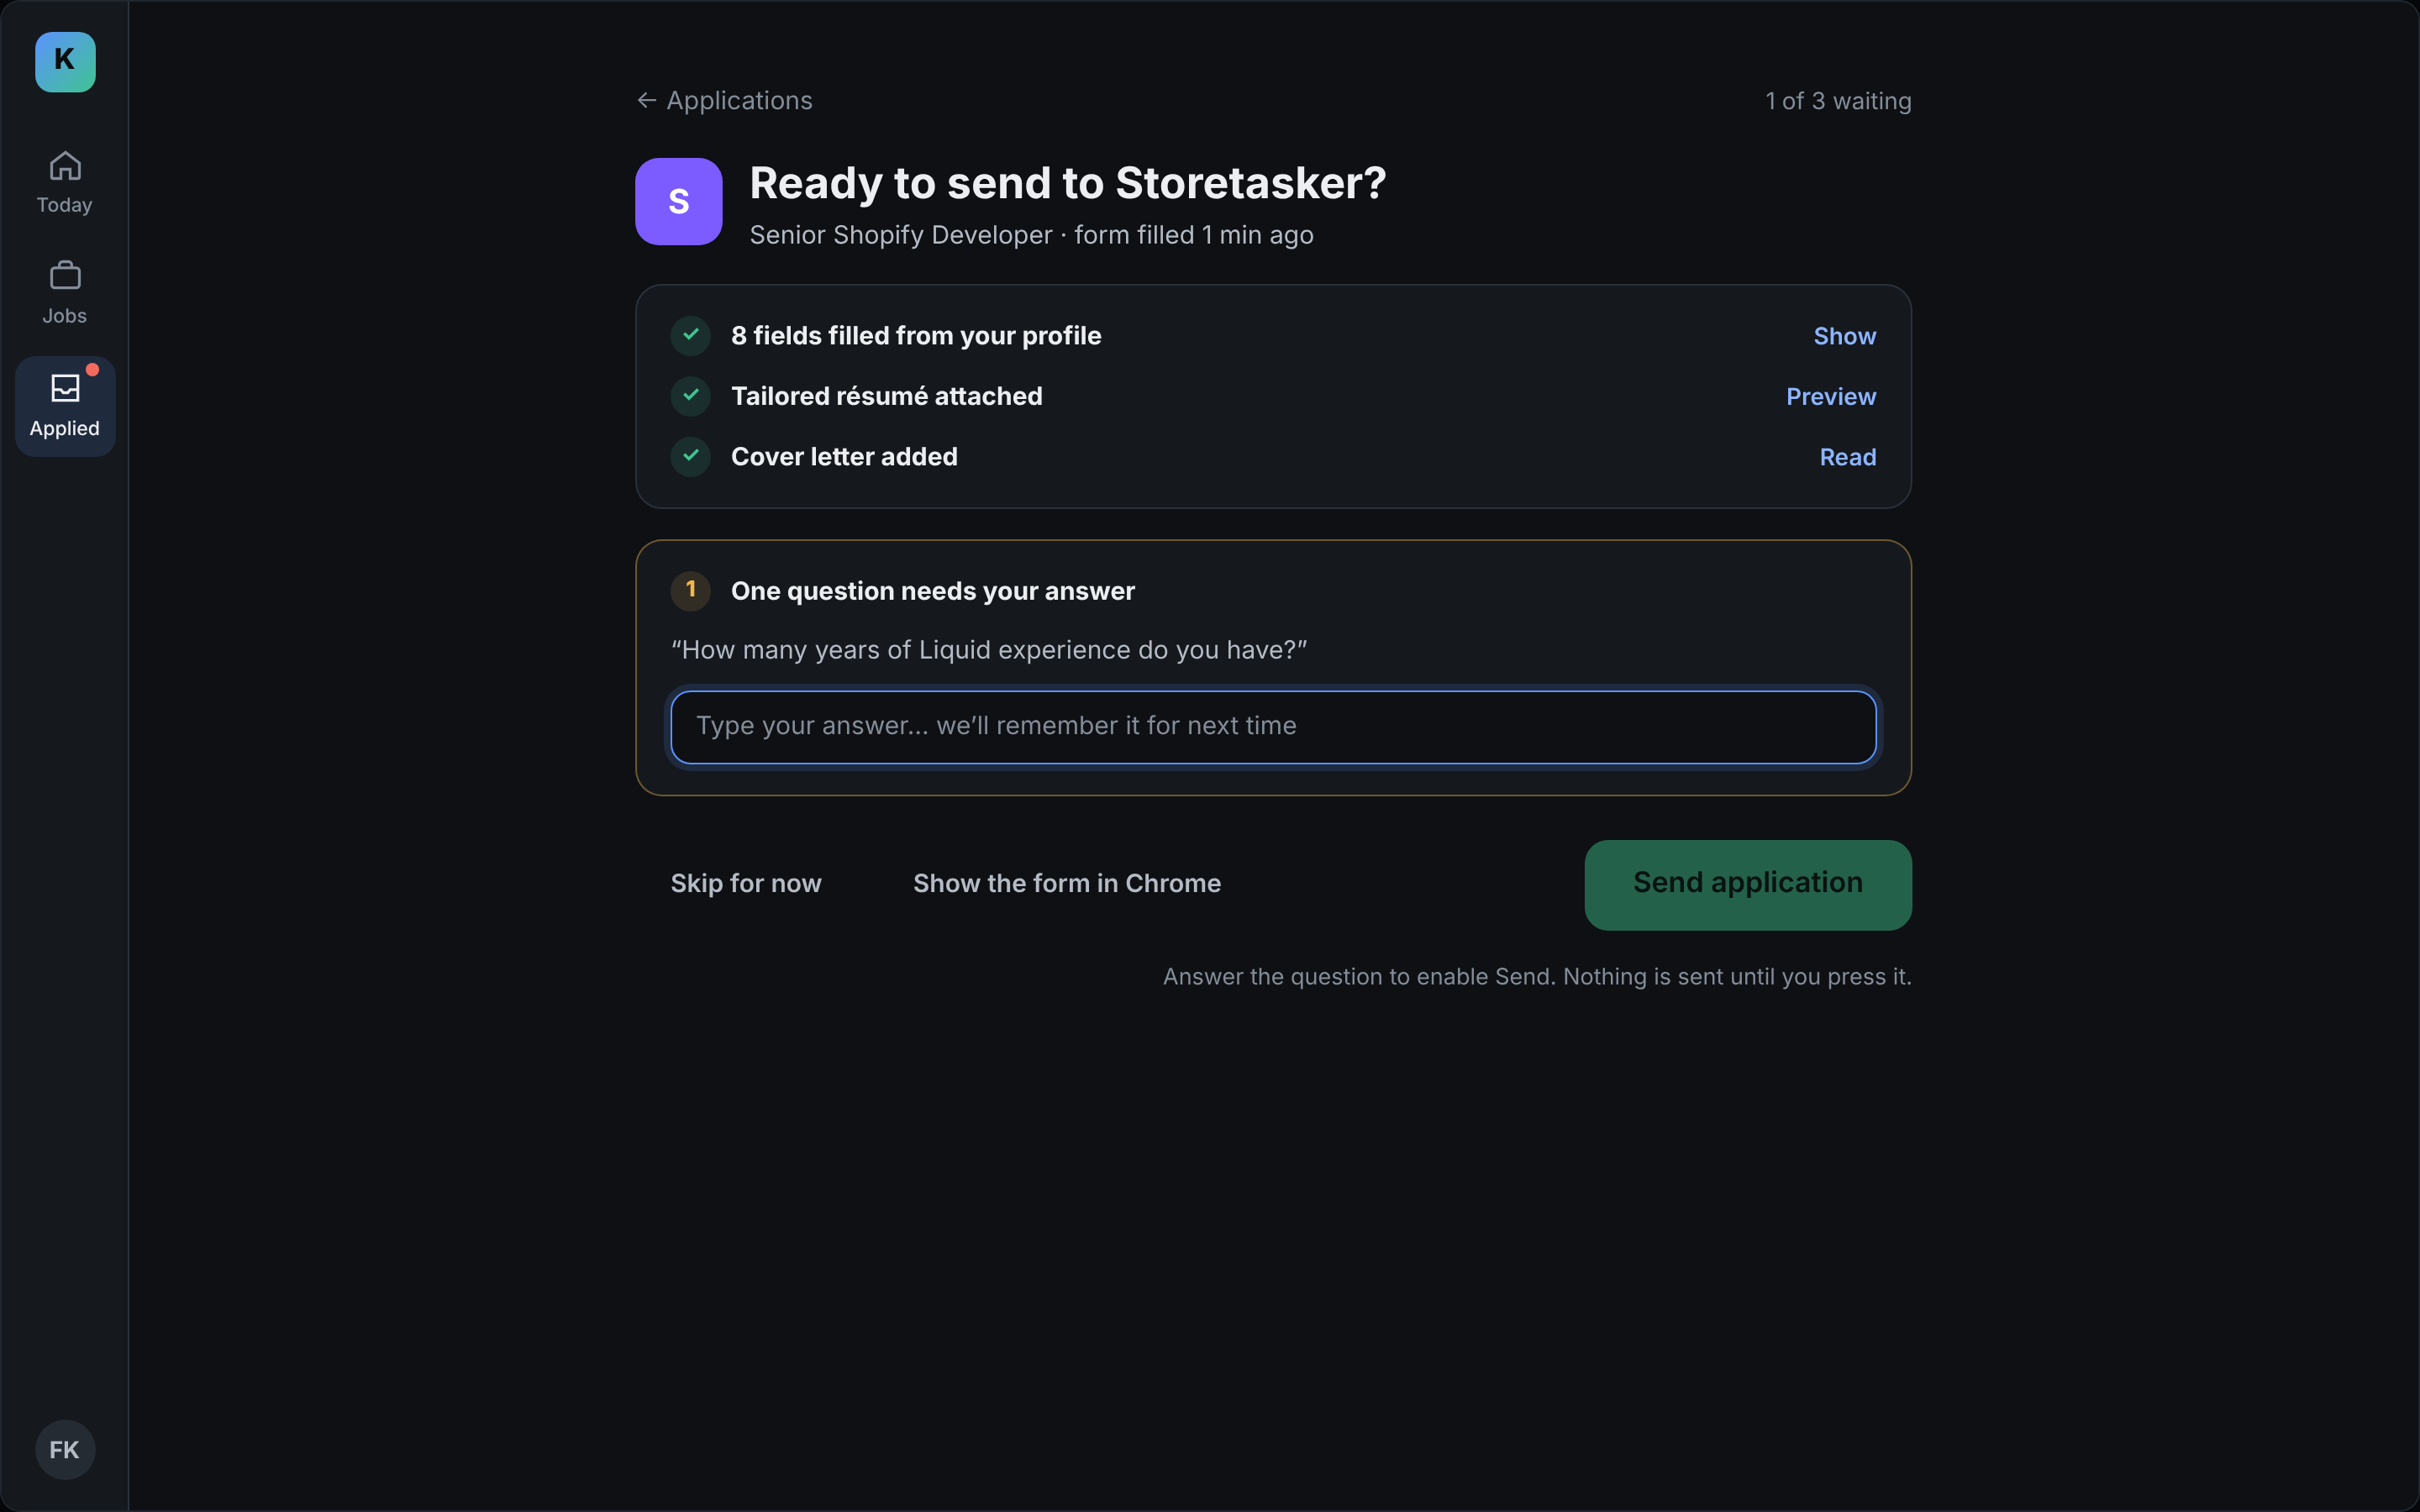 K
Today
Jobs
Applied
FK
← Applications
1 of 3 waiting
S
Ready to send to Storetasker?
Senior Shopify Developer · form filled 1 min ago
8 fields filled from your profile
Show
Tailored résumé attached
Preview
Cover letter added
Read
1
One question needs your answer
“How many years of Liquid experience do you have?”
Type your answer... we’ll remember it for next time
Skip for now
Show the form in Chrome
Send application
Answer the question to enable Send. Nothing is sent until you press it.